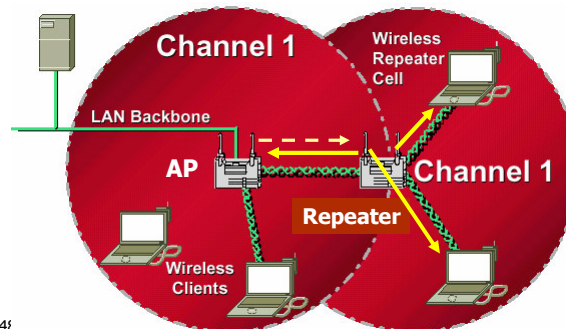 Channel 1
Wireless
Repeater
Cell
LAN Backbone
AP
Channel 1
Repeater
Wireless
Clients